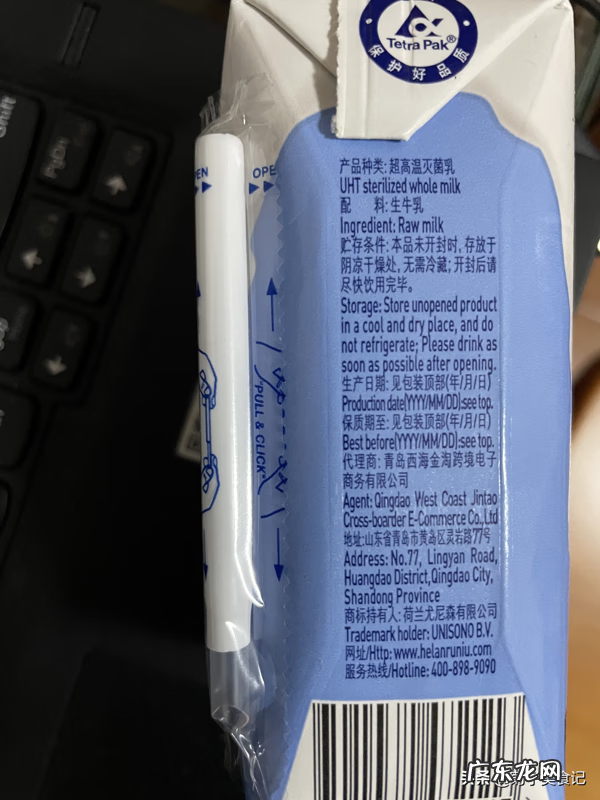 Tetra Pak®
保护好品质
OPEN
OPE
PULL & CLICK
产品种类: 超高温灭菌乳
UHT sterilized whole milk
配 料: 生牛乳
Ingredient: Raw milk
贮存条件: 本品未开封时, 存放于
阴凉干燥处, 无需冷藏; 开封后请
尽快饮用完毕。
Storage: Store unopened product
in a cool and dry place, and do
not refrigerate; Please drink as
soon as possible after opening.
生产日期: 见包装顶部(年/月/日)
Production date(YYYY/MM/DD):see top.
保质期至: 见包装顶部(年/月/日)
Best before(YYYY/MM/DD):see top.
代理商: 青岛西海金淘跨境电子
商务有限公司
Agent: Qingdao West Coast Jintao
Cross-boarder E-Commerce Co.,Ltd
地址:山东省青岛市黄岛区灵岩路77号
Address: No.77, Lingyan Road,
Huangdao District,Qingdao City,
Shandong Province
商标持有人: 荷兰尤尼森有限公司
Trademark holder: UNISONO B.V.
网址/Http: www.helanruniu.com
服务热线/Hotline: 400-898-9090
Shift
PgUp
广东龙网